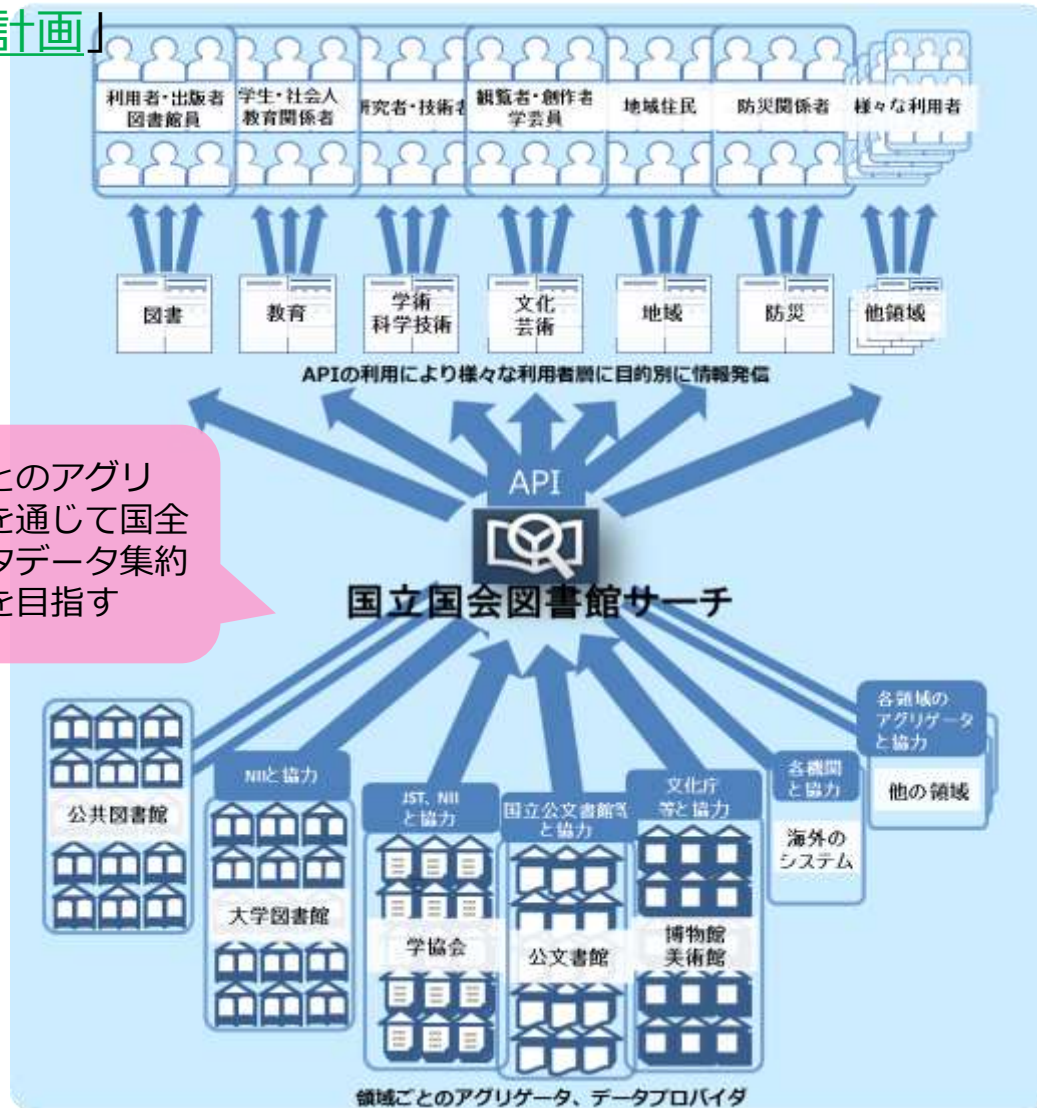 計画」
利用者・出版者
図書館員
学生・社会人
教育関係者
研究者・技術者
観覧者・創作者
学芸員
地域住民
防災関係者
様々な利用者
図書
教育
学術
科学技術
文化
芸術
地域
防災
他領域
APIの利用により様々な利用者層に目的別に情報発信
API
とのアグリ
を通じて国全
タデータ集約
を目指す
国立国会図書館サーチ
公共図書館
NIIと協力
大学図書館
JST、NII
と協力
学協会
国立公文書館等
と協力
公文書館
文化庁
等と協力
博物館
美術館
各機関
と協力
海外の
システム
各領域の
アグリゲータ
と協力
他の領域
領域ごとのアグリゲータ、データプロバイダ